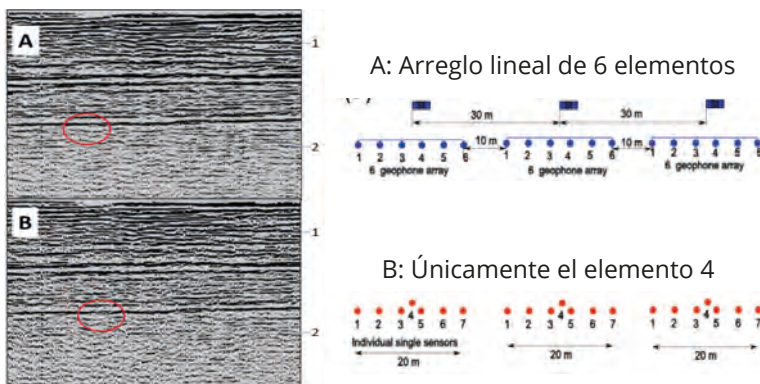 A
1
2
B
1
2
A: Arreglo lineal de 6 elementos
30 m 30 m
10 m 10 m
1 2 3 4 5 6 1 2 3 4 5 6 1 2 3 4 5 6
6 geophone array 6 geophone array 6 geophone array
B: Únicamente el elemento 4
1 2 3 4 5 6 7 1 2 3 4 5 6 7 1 2 3 4 5 6 7
Individual single sensors
20 m 20 m 20 m